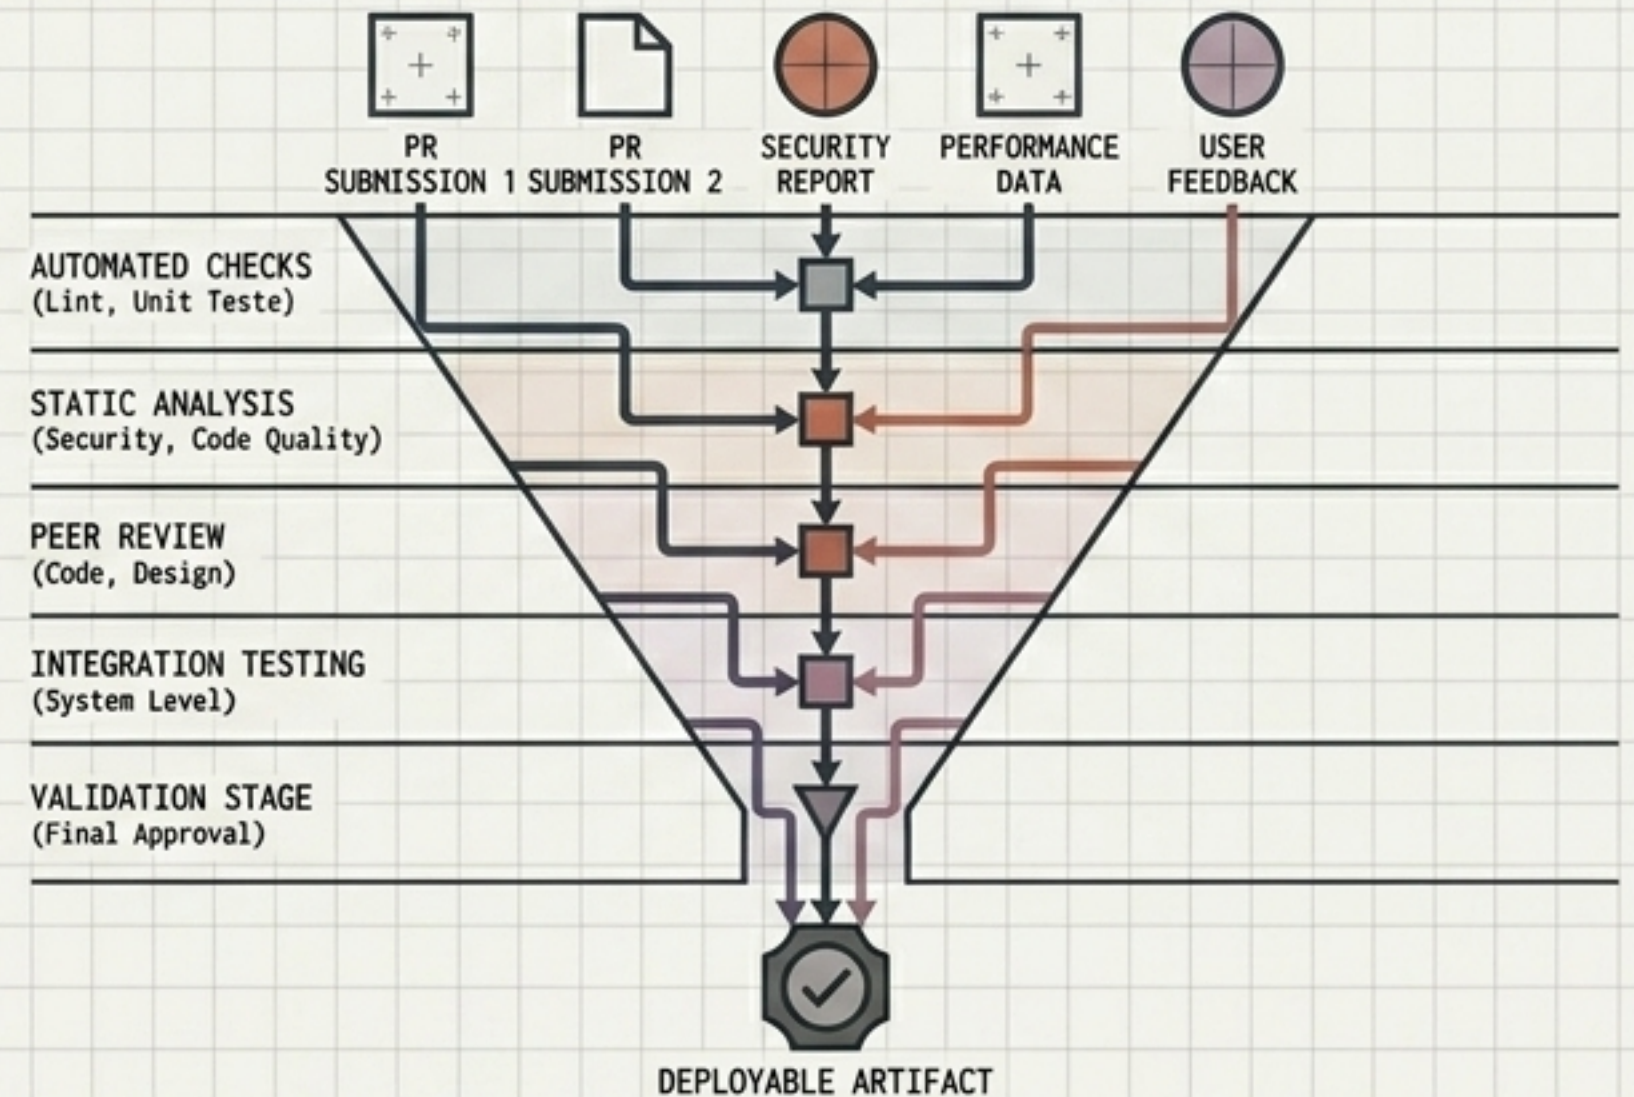 PR
SUBMISSION 1
PR
SUBMISSION 2
SECURITY
REPORT
PERFORMANCE
DATA
USER
FEEDBACK
AUTOMATED CHECKS
(Lint, Unit Teste)
STATIC ANALYSIS
(Security, Code Quality)
PEER REVIEW
(Code, Design)
INTEGRATION TESTING
(System Level)
VALIDATION STAGE
(Final Approval)
DEPLOYABLE ARTIFACT